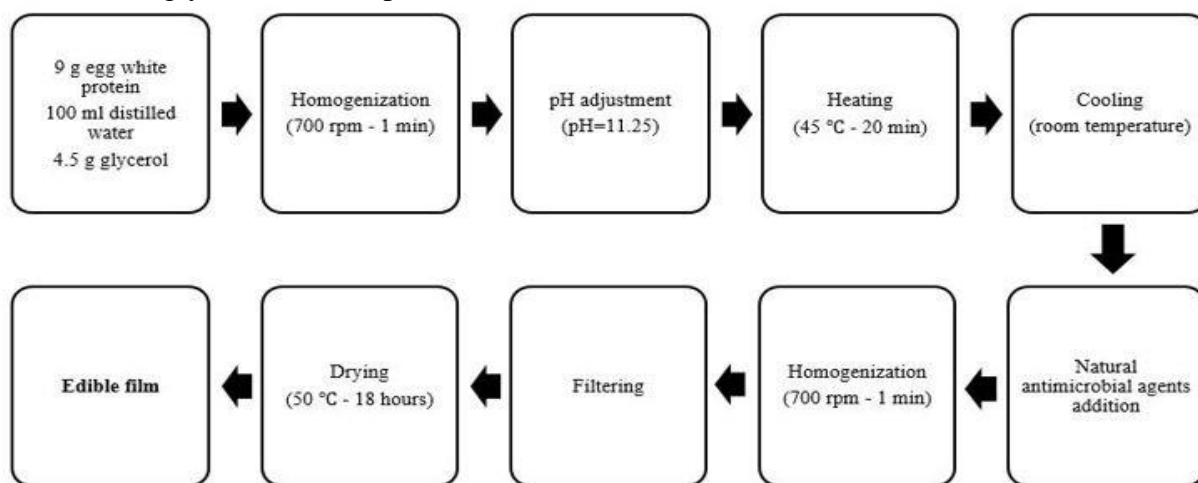 9 g egg white
protein
100 ml distilled
water
4.5 g glycerol
Homogenization
(700 rpm - 1 min)
pH adjustment
(pH=11.25)
Heating
(45 °C - 20 min)
Cooling
(room temperature)
Natural
antimicrobial agents
addition
Homogenization
(700 rpm - 1 min)
Filtering
Drying
(50 °C - 18 hours)
Edible film